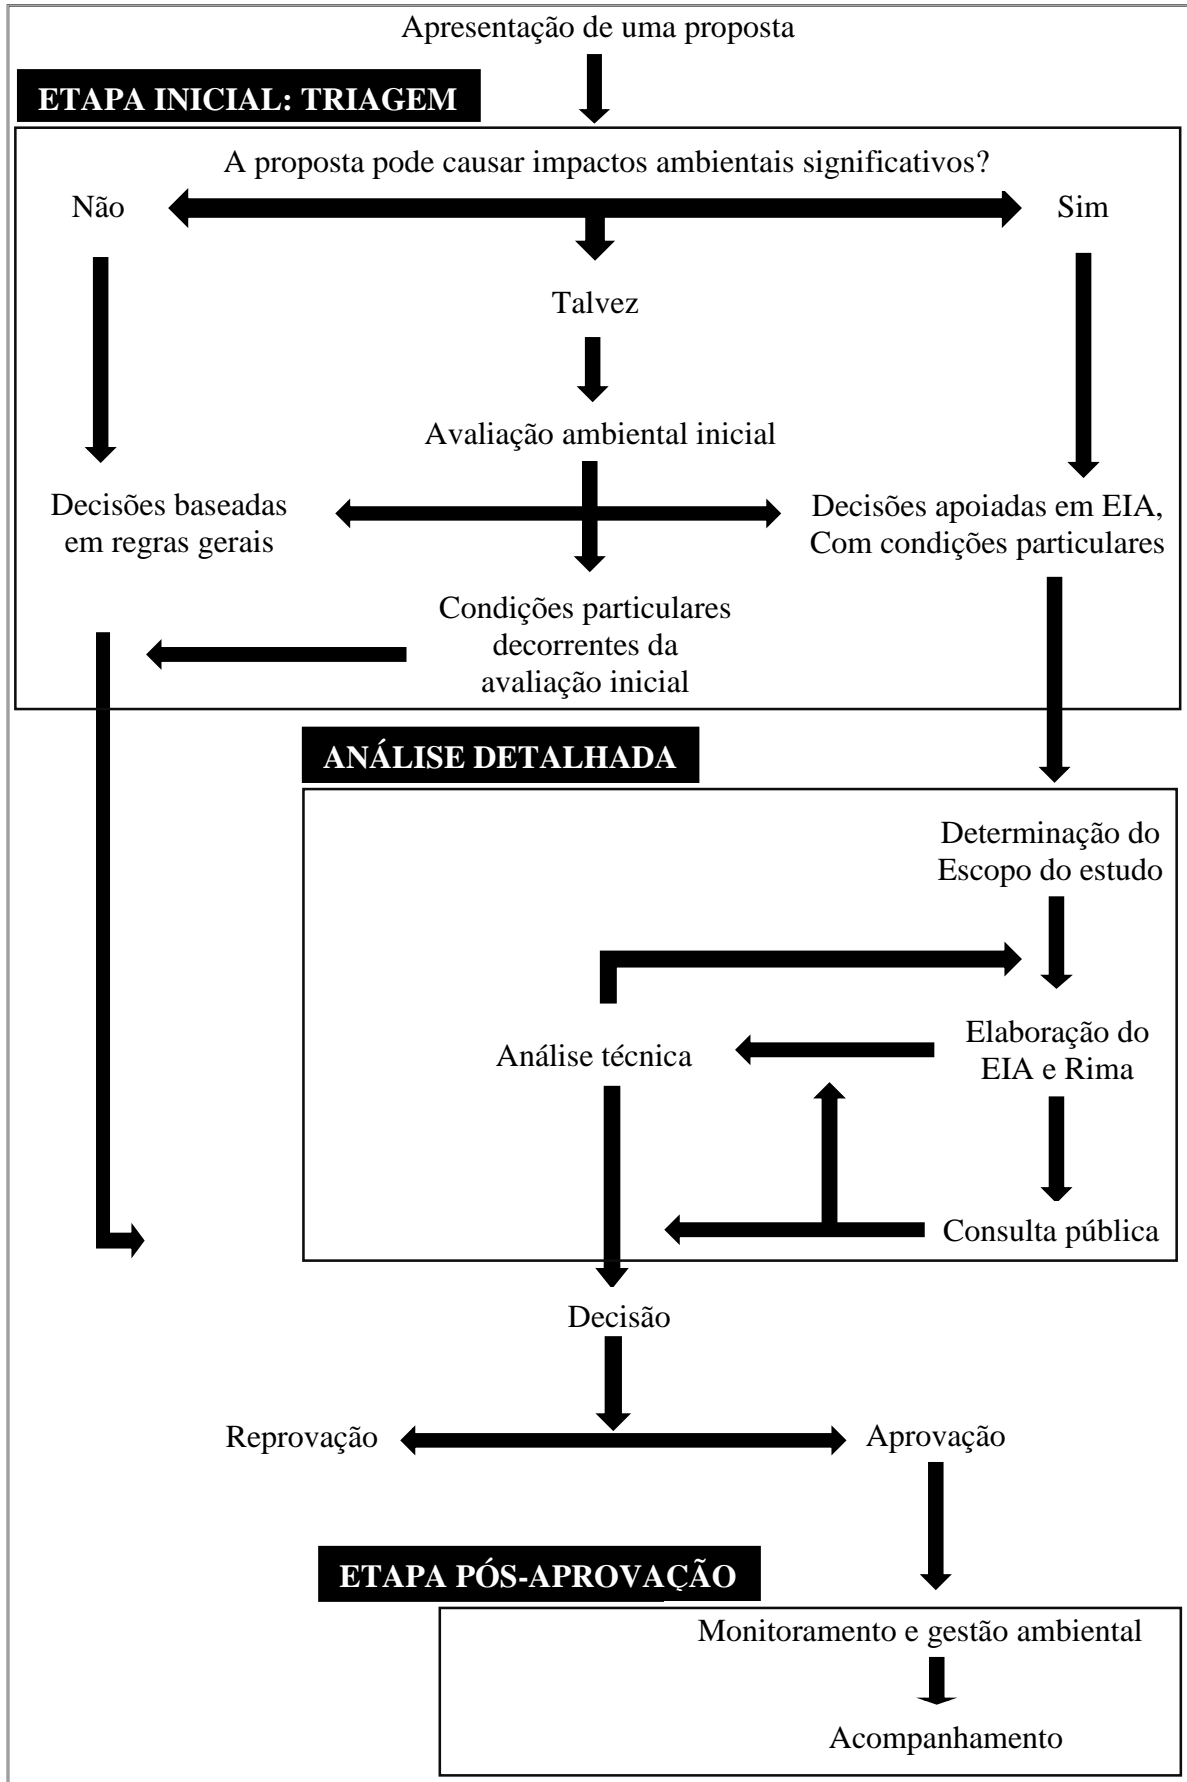 Apresentação de uma proposta
ETAPA INICIAL: TRIAGEM
A proposta pode causar impactos ambientais significativos?
Não
Sim
Talvez
Avaliação ambiental inicial
Decisões baseadas
em regras gerais
Decisões apoiadas em EIA,
Com condições particulares
Condições particulares
decorrentes da
avaliação inicial
ANÁLISE DETALHADA
Determinação do
Escopo do estudo
Análise técnica
Elaboração do
EIA e Rima
Consulta pública
Decisão
Reprovação
Aprovação
ETAPA PÓS-APROVAÇÃO
Monitoramento e gestão ambiental
Acompanhamento